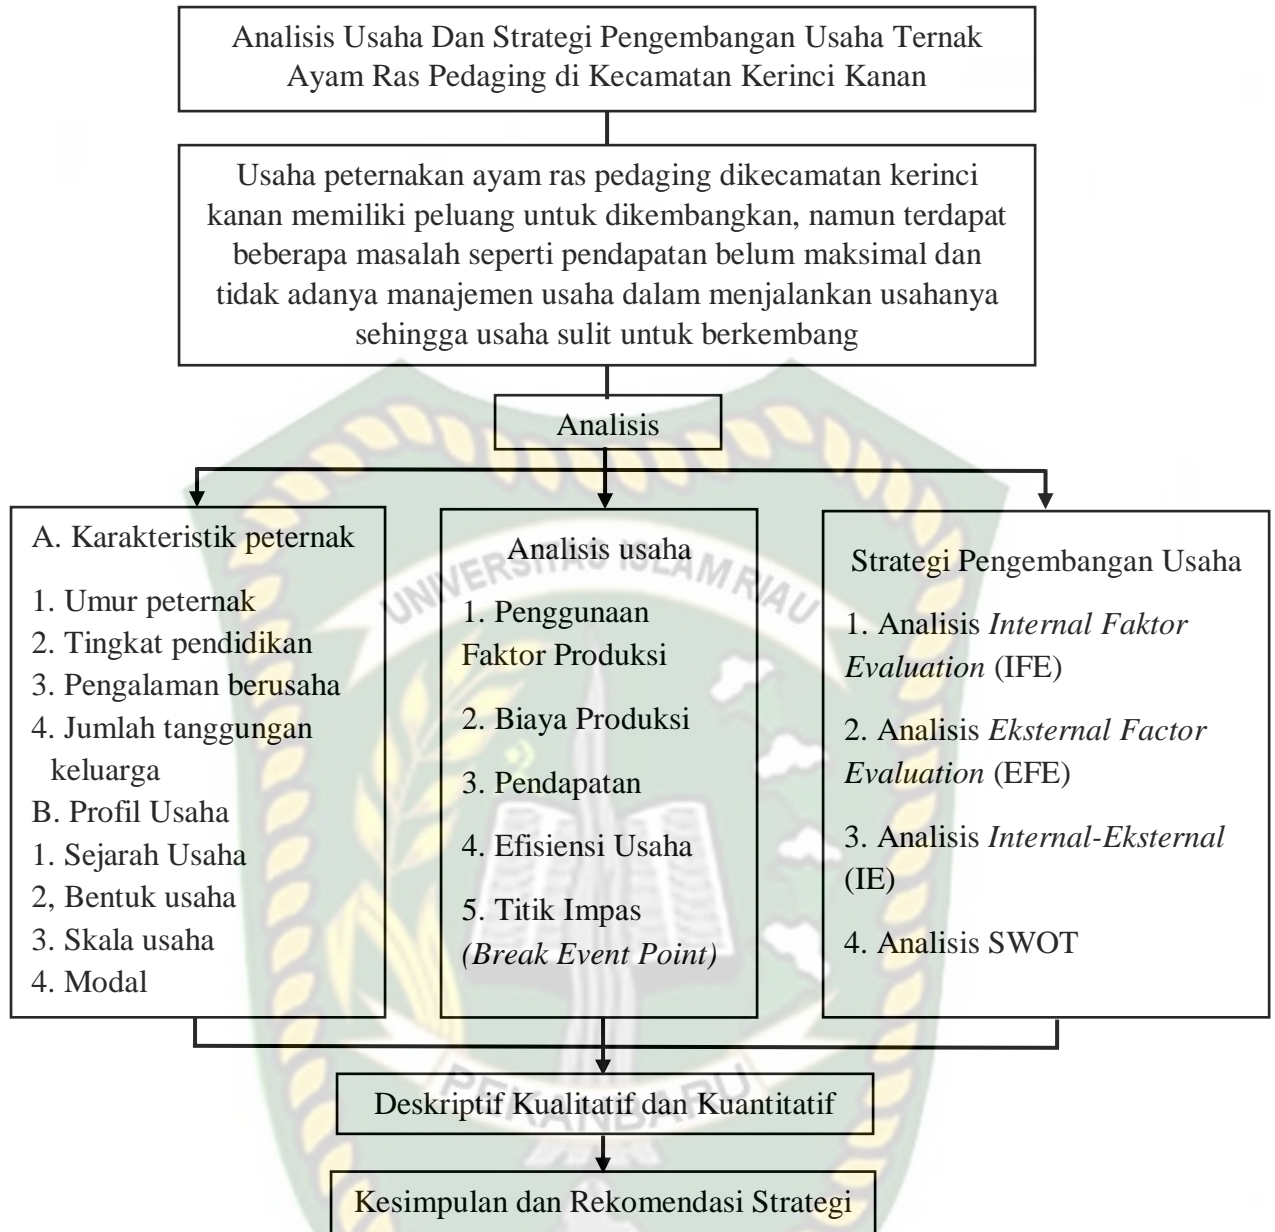 Analisis Usaha Dan Strategi Pengembangan Usaha Ternak
Ayam Ras Pedaging di Kecamatan Kerinci Kanan
Usaha peternakan ayam ras pedaging dikecamatan kerinci
kanan memiliki peluang untuk dikembangkan, namun terdapat
beberapa masalah seperti pendapatan belum maksimal dan
tidak adanya manajemen usaha dalam menjalankan usahanya
sehingga usaha sulit untuk berkembang
Analisis
A. Karakteristik peternak
1. Umur peternak
2. Tingkat pendidikan
3. Pengalaman berusaha
4. Jumlah tanggungan
keluarga
B. Profil Usaha
1. Sejarah Usaha
2, Bentuk usaha
3. Skala usaha
4. Modal
Analisis usaha
1. Penggunaan
Faktor Produksi
2. Biaya Produksi
3. Pendapatan
4. Efisiensi Usaha
5. Titik Impas
(Break Event Point)
Strategi Pengembangan Usaha
1. Analisis Internal Faktor
Evaluation (IFE)
2. Analisis Eksternal Factor
Evaluation (EFE)
3. Analisis Internal-Eksternal
(IE)
4. Analisis SWOT
Deskriptif Kualitatif dan Kuantitatif
Kesimpulan dan Rekomendasi Strategi
UNIVERSITAS ISLAM RIAU
PEKANBARU